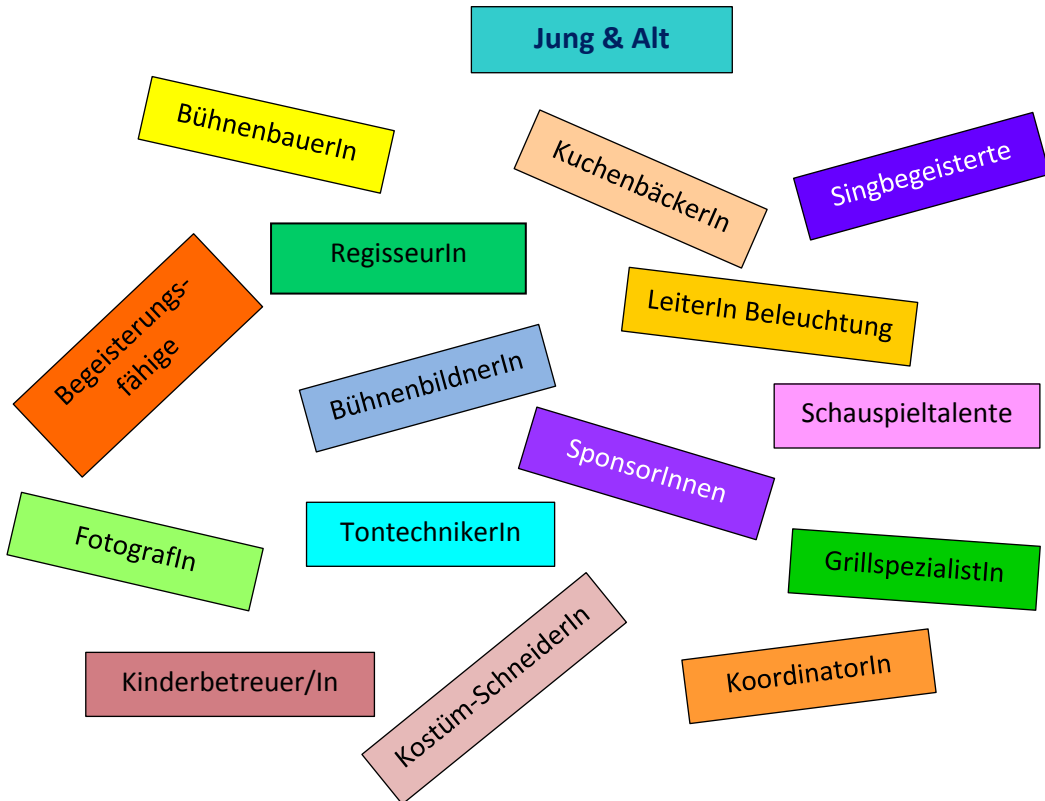 Jung & Alt
BühnenbauerIn
KuchenbäckerIn
Singbegeisterte
RegisseurIn
LeiterIn Beleuchtung
Begeisterungs-
fähige
BühnenbildnerIn
Schauspieltalente
SponsorInnen
FotografIn
TontechnikerIn
GrillspezialistIn
Kinderbetreuer/In
Kostüm-SchneiderIn
KoordinatorIn